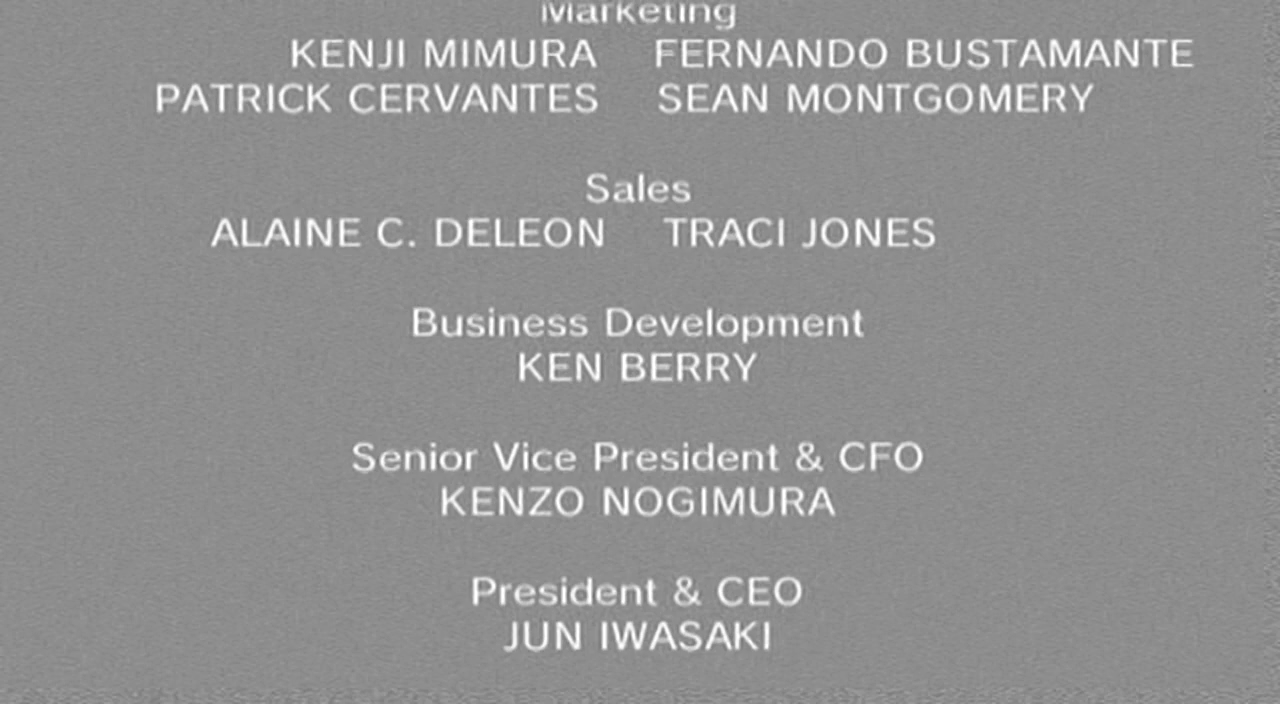 Marketing
KENJI MIMURA FERNANDO BUSTAMANTE
PATRICK CERVANTES SEAN MONTGOMERY
Sales
ALAINE C. DELEON TRACI JONES
Business Development
KEN BERRY
Senior Vice President & CFO
KENZO NOGIMURA
President & CEO
JUN IWASAKI